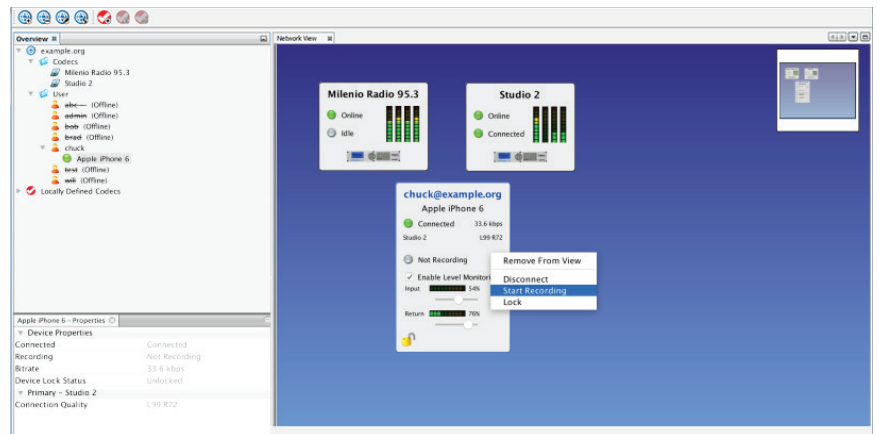 Overview
Network View
example.org
Codecs
Milenio Radio 95.3
Studio 2
User
abc (Offline)
admin (Offline)
bob (Offline)
brad (Offline)
chuck
Apple iPhone 6
test (Offline)
will (Offline)
Locally Defined Codecs
Milenio Radio 95.3
Online
Idle
Studio 2
Online
Connected
chuck@example.org
Apple iPhone 6
Connected 33.6 kbps
Studio 2 L99 R72
Not Recording
Enable Level Monitori
Input 54%
Return 76%
Remove From View
Disconnect
Start Recording
Lock
Apple iPhone 6 - Properties
Device Properties
Connected Connected
Recording Not Recording
Bitrate 33.6 kbps
Device Lock Status Unlocked
Primary - Studio 2
Connection Quality L99 R72